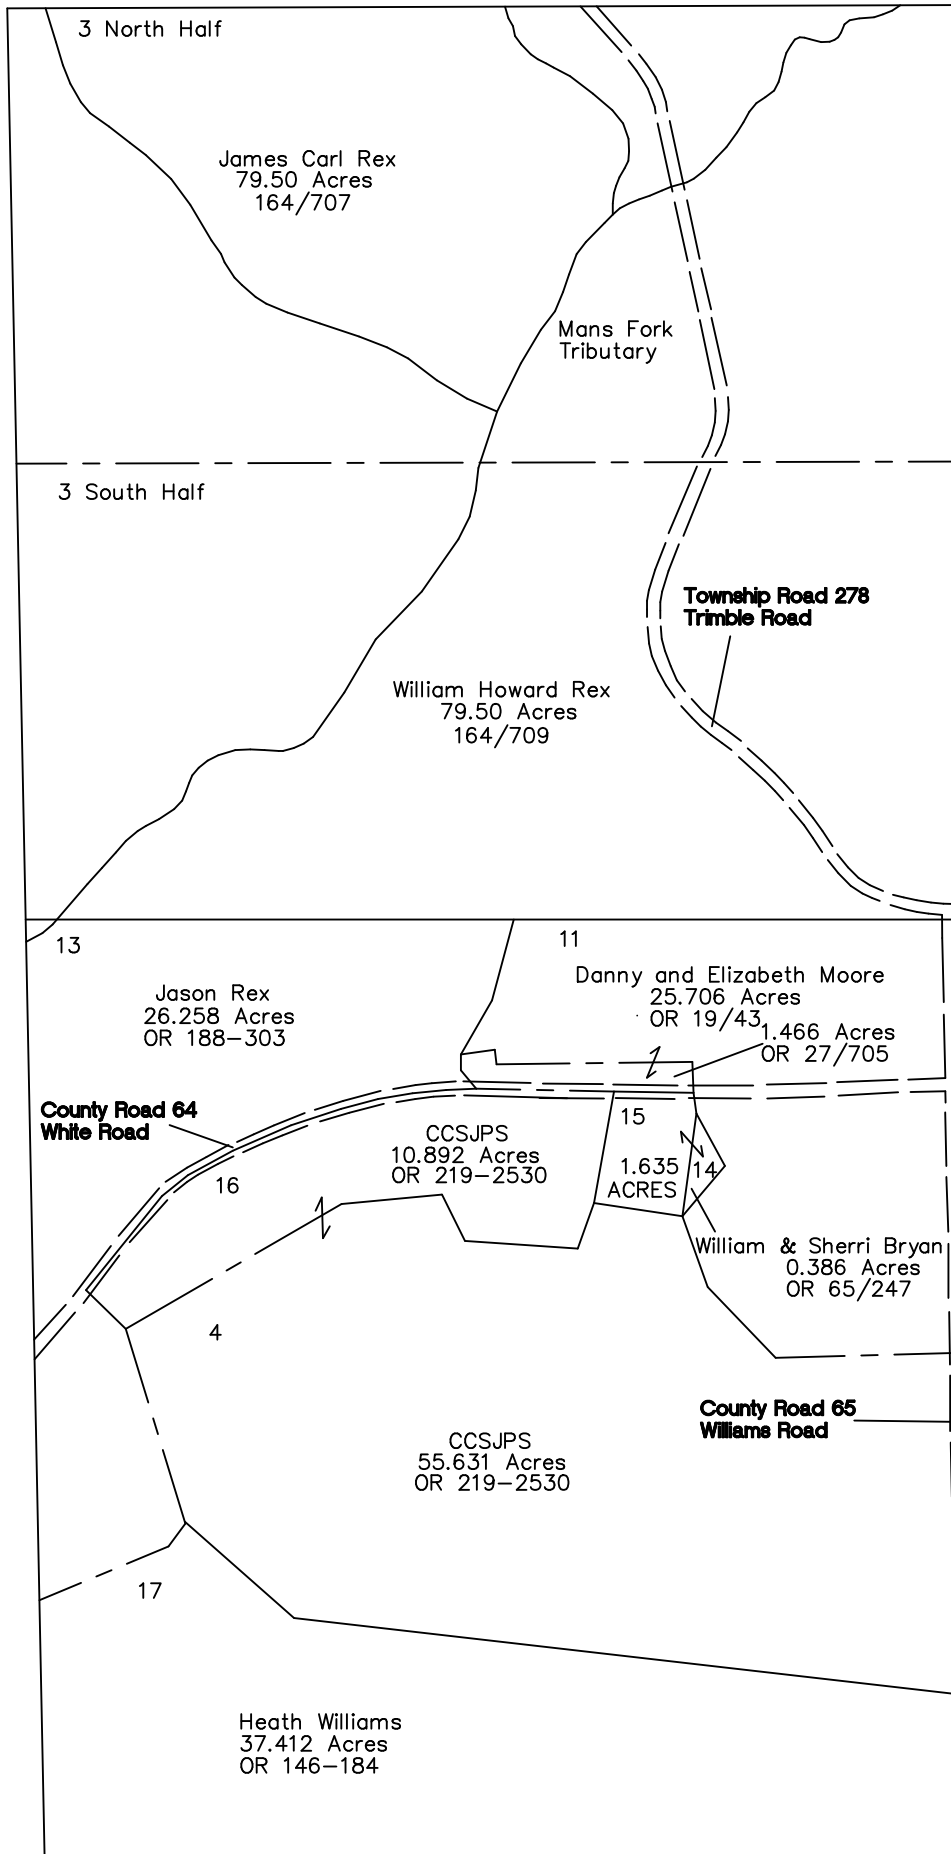 3 North Half
James Carl Rex
79.50 Acres
164/707
Mans Fork
Tributary
3 South Half
Township Road 278
Trimble Road
William Howard Rex
79.50 Acres
164/709
13
11
Jason Rex
26.258 Acres
OR 188-303
Danny and Elizabeth Moore
25.706 Acres
OR 19/43
1.466 Acres
OR 27/705
County Road 64
White Road
15
CCSJPS
10.892 Acres
OR 219-2530
1.635
ACRES
14
16
William & Sherri Bryan
0.386 Acres
OR 65/247
4
County Road 65
Williams Road
CCSJPS
55.631 Acres
OR 219-2530
17
Heath Williams
37.412 Acres
OR 146-184